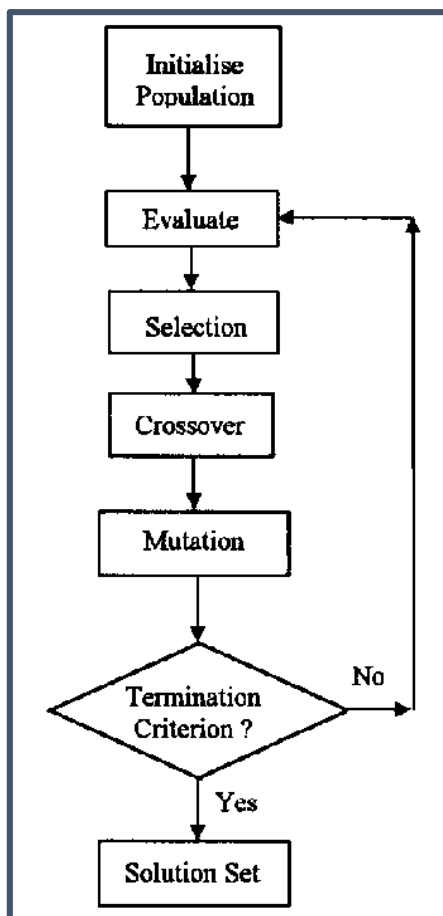 Initialise
Population
Evaluate
Selection
Crossover
Mutation
Termination
Criterion ?
No
Yes
Solution Set